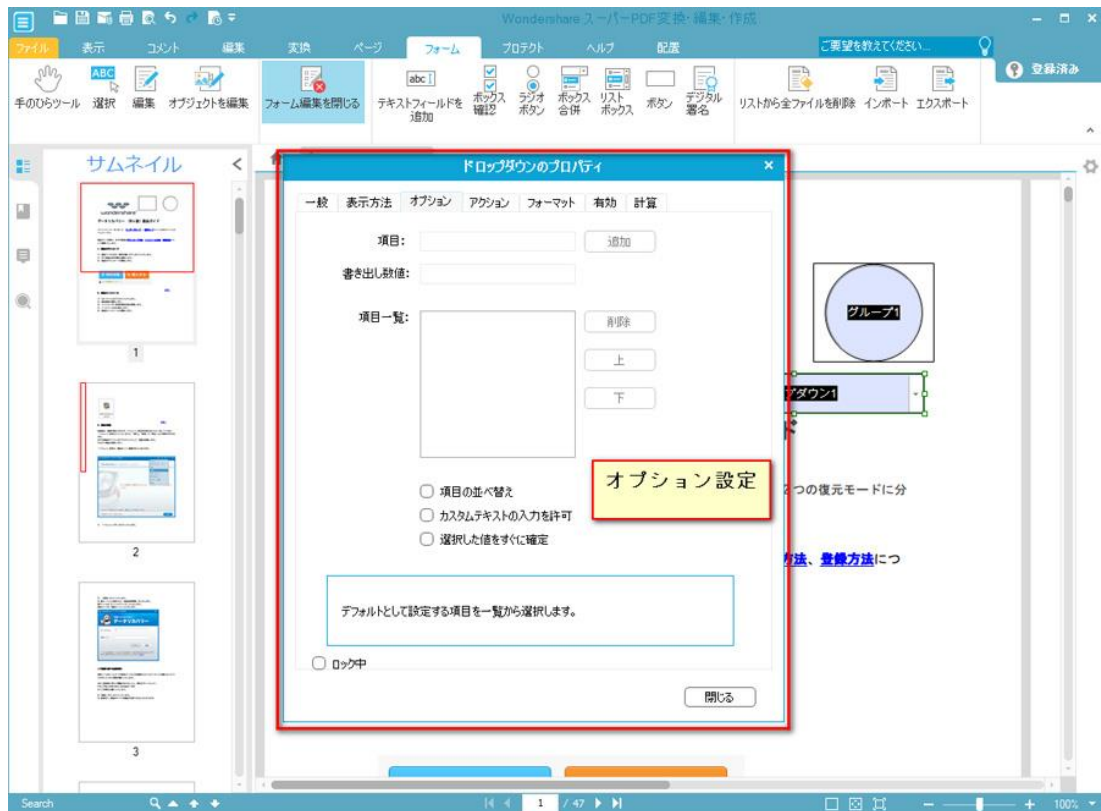 Wondershare スーパーPDF変換・編集・作成
ファイル 表示 コメント 編集 変換 ページ フォーム プロテクト ヘルプ 配置 ご要望を教えてください... 登録済み
手のひらツール 選択 編集 オブジェクトを編集 フォーム編集を閉じる テキストフィールドを追加 ボックス確認 ラジオボタン ボックス合併 リストボックス ボタン デジタル署名 リストから全ファイルを削除 インポート エクスポート
サムネイル
ドロップダウンのプロパティ
一般 表示方法 オプション アクション フォーマット 有効 計算
項目:
追加
書き出し数値:
項目一覧:
削除
上
下
グループ1
プダウン1
ド
オプション設定
項目の並べ替え
カスタムテキストの入力を許可
選択した値をすぐに確定
2つの復元モードに分
方法、登録方法につ
デフォルトとして設定する項目を一覧から選択します。
ロック中
閉じる
1
2
3
Search 1 / 47 100%